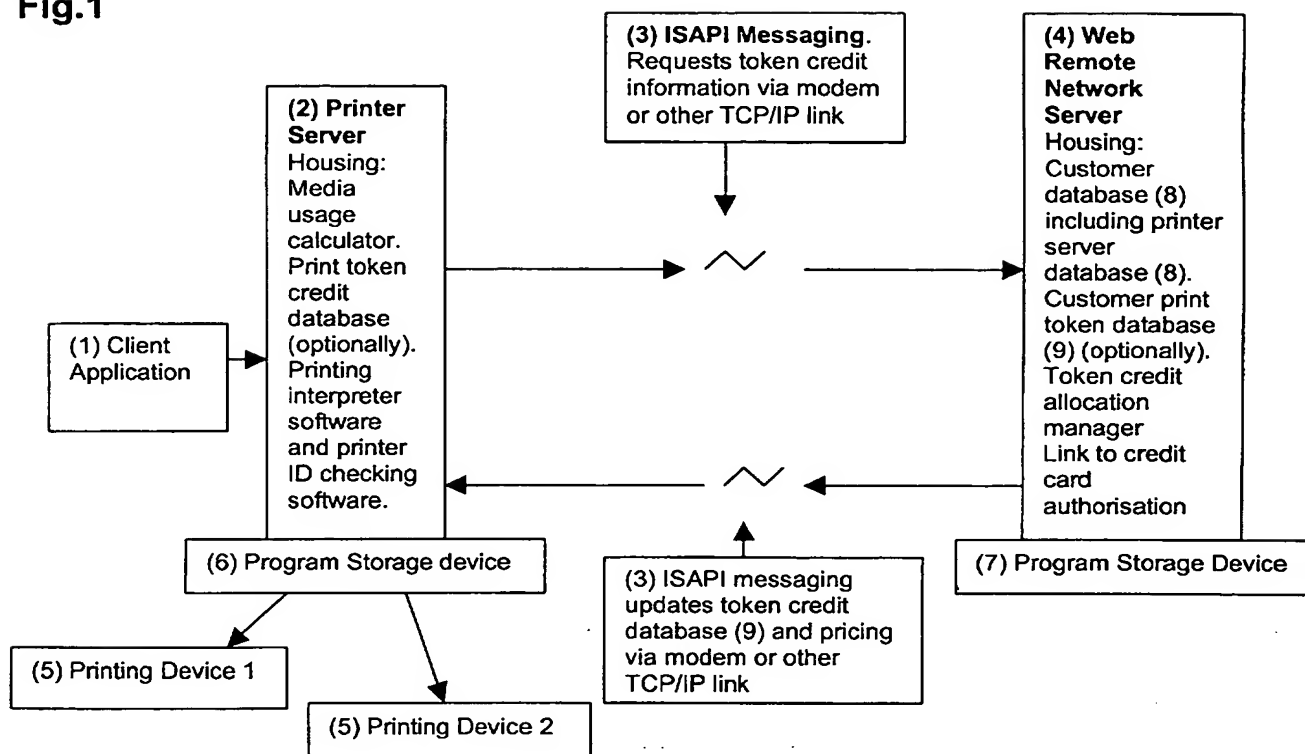 Fig.1
(3) ISAPI Messaging.
Requests token credit
information via modem
or other TCP/IP link
(4) Web
Remote
Network
Server
Housing:
Customer
database (8)
including printer
server
database (8).
Customer print
token database
(9) (optionally).
Token credit
allocation
manager
Link to credit
card
authorisation
(2) Printer
Server
Housing:
Media
usage
calculator.
Print token
credit
database
(optionally).
Printing
interpreter
software
and printer
ID checking
software.
(1) Client
Application
(6) Program Storage device
(3) ISAPI messaging
updates token credit
database (9) and pricing
via modem or other
TCP/IP link
(7) Program Storage Device
(5) Printing Device 1
(5) Printing Device 2